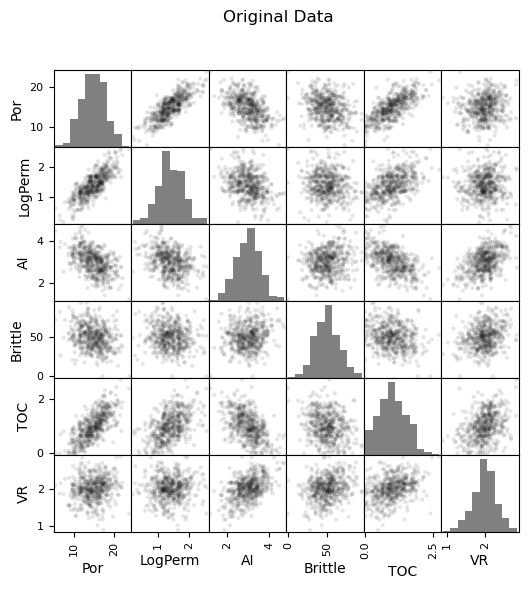 Original Data
Por
20
10
LogPerm
2
1
AI
4
2
Brittle
50
0
TOC
2
0
VR
2
1
10 20 1 2 2 4 0 50 0.0 2.5 1 2
Por LogPerm AI Brittle TOC VR